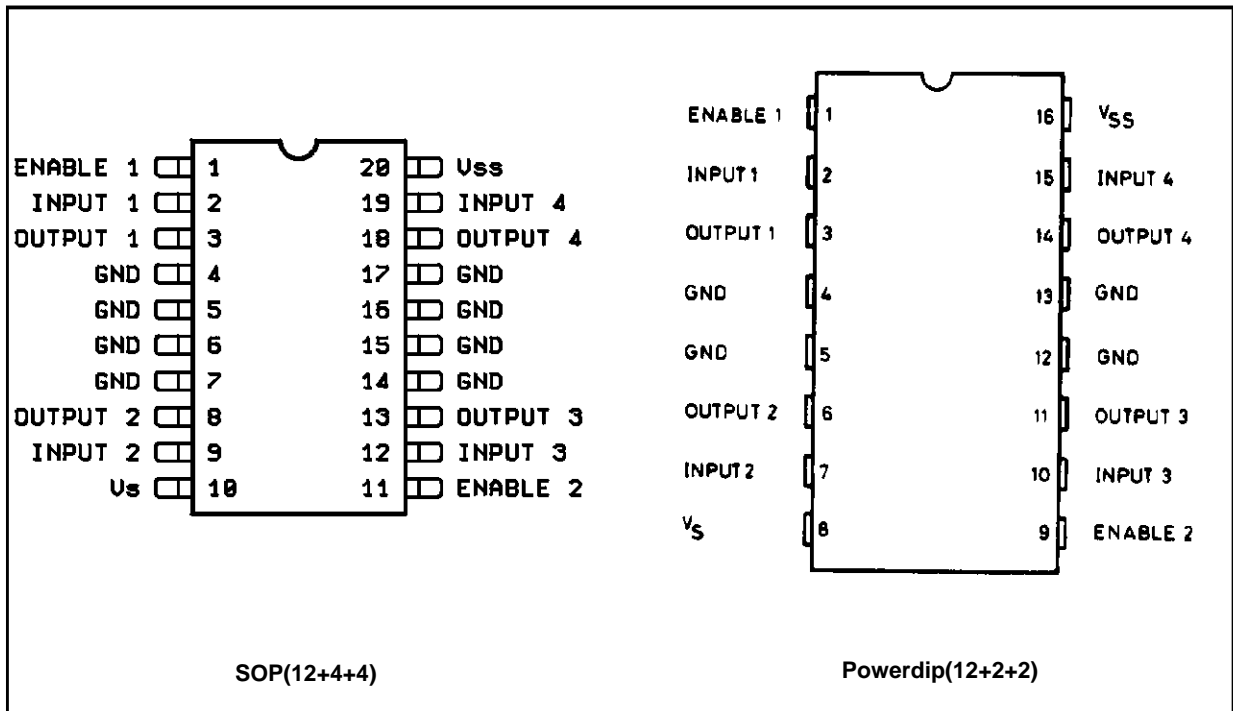 ENABLE 1 1 20 Vss
INPUT 1 2 19 INPUT 4
OUTPUT 1 3 18 OUTPUT 4
GND 4 17 GND
GND 5 16 GND
GND 6 15 GND
GND 7 14 GND
OUTPUT 2 8 13 OUTPUT 3
INPUT 2 9 12 INPUT 3
Vs 10 11 ENABLE 2
SOP(12+4+4)
ENABLE 1 1 16 VSS
INPUT 1 2 15 INPUT 4
OUTPUT 1 3 14 OUTPUT 4
GND 4 13 GND
GND 5 12 GND
OUTPUT 2 6 11 OUTPUT 3
INPUT 2 7 10 INPUT 3
VS 8 9 ENABLE 2
Powerdip(12+2+2)